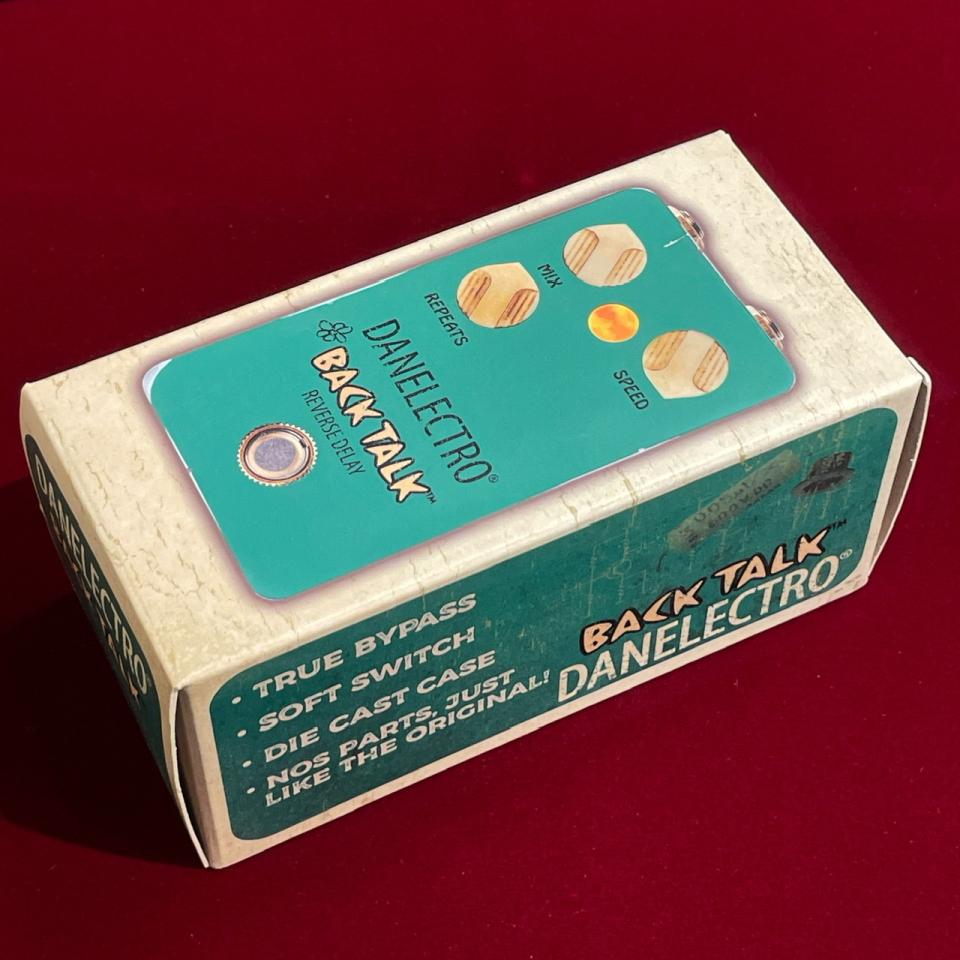 MIX
REPEATS
SPEED
DANELECTRO®
BACK TALK™
REVERSE DELAY
DANELECTRO
• TRUE BYPASS
• SOFT SWITCH
• DIE CAST CASE
• NOS PARTS, JUST
LIKE THE ORIGINAL!
BACK TALK™
DANELECTRO®